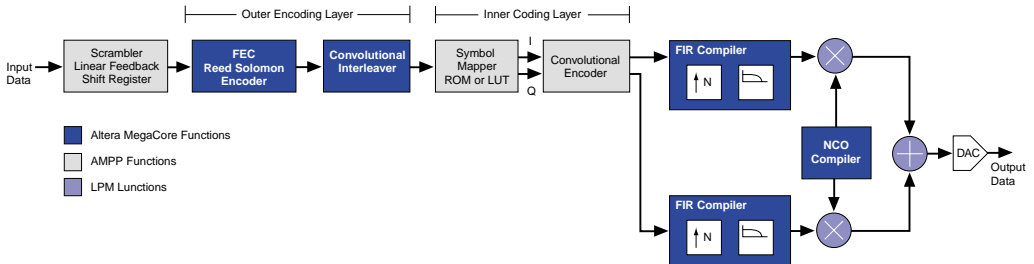 Outer Encoding Layer
Inner Coding Layer
Input
Data
Scrambler
Linear Feedback
Shift Register
FEC
Reed Solomon
Encoder
Convolutional
Interleaver
Symbol
Mapper
ROM or LUT
I
Q
Convolutional
Encoder
FIR Compiler
N
NCO
Compiler
DAC
Output
Data
FIR Compiler
N
Altera MegaCore Functions
AMPP Functions
LPM Lunctions